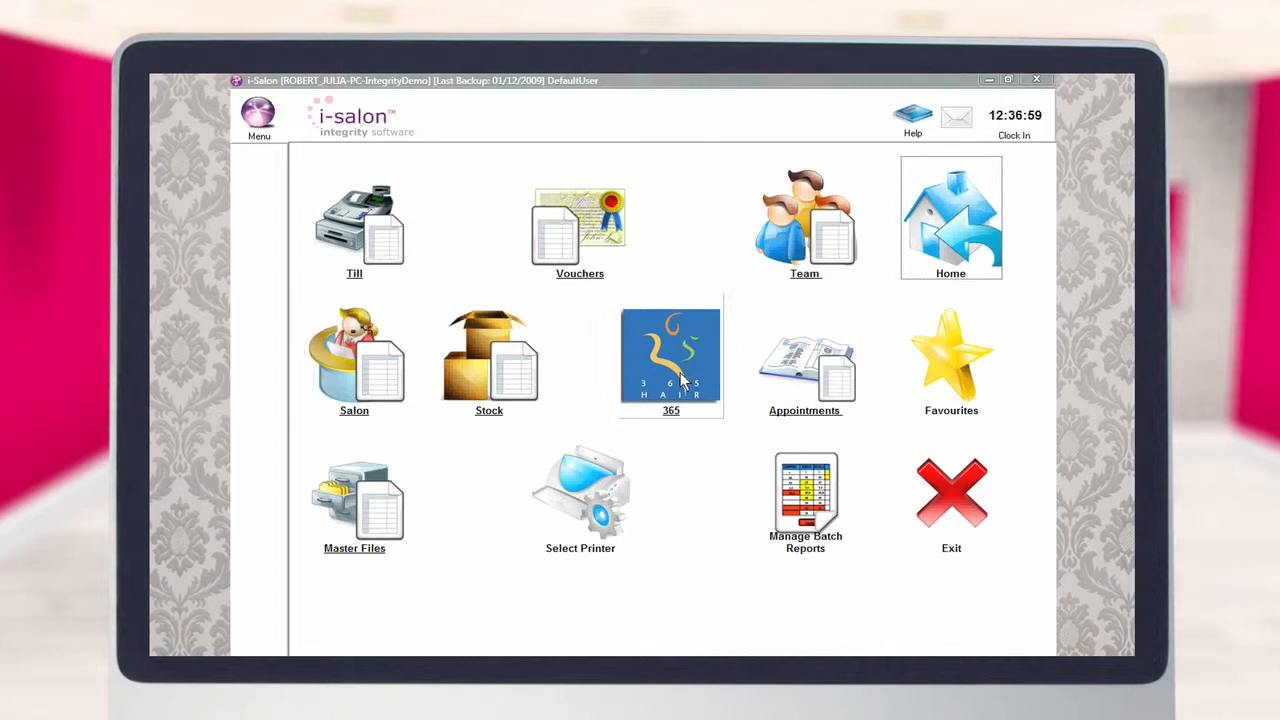 i-Salon [ROBERT_JULIA-PC-IntegrityDemo] [Last Backup: 01/12/2009] DefaultUser
Menu
i-salon™
integrity software
Help
12:36:59
Clock In
Till
Vouchers
Team
Home
Salon
Stock
3 6 5
H A I R
365
Appointments
Favourites
Master Files
Select Printer
Manage Batch
Reports
Exit